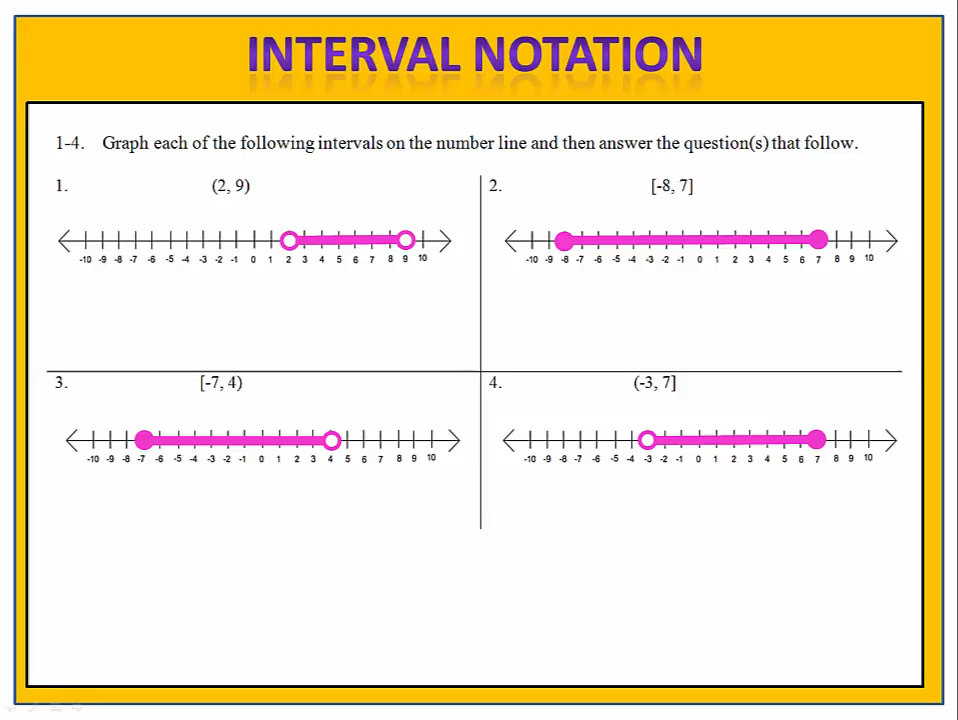 INTERVAL NOTATION
1-4. Graph each of the following intervals on the number line and then answer the question(s) that follow.
1. (2, 9)
-10 -9 -8 -7 -6 -5 -4 -3 -2 -1 0 1 2 3 4 5 6 7 8 9 10
2. [-8, 7]
-10 -9 -8 -7 -6 -5 -4 -3 -2 -1 0 1 2 3 4 5 6 7 8 9 10
3. [-7, 4)
-10 -9 -8 -7 -6 -5 -4 -3 -2 -1 0 1 2 3 4 5 6 7 8 9 10
4. (-3, 7]
-10 -9 -8 -7 -6 -5 -4 -3 -2 -1 0 1 2 3 4 5 6 7 8 9 10